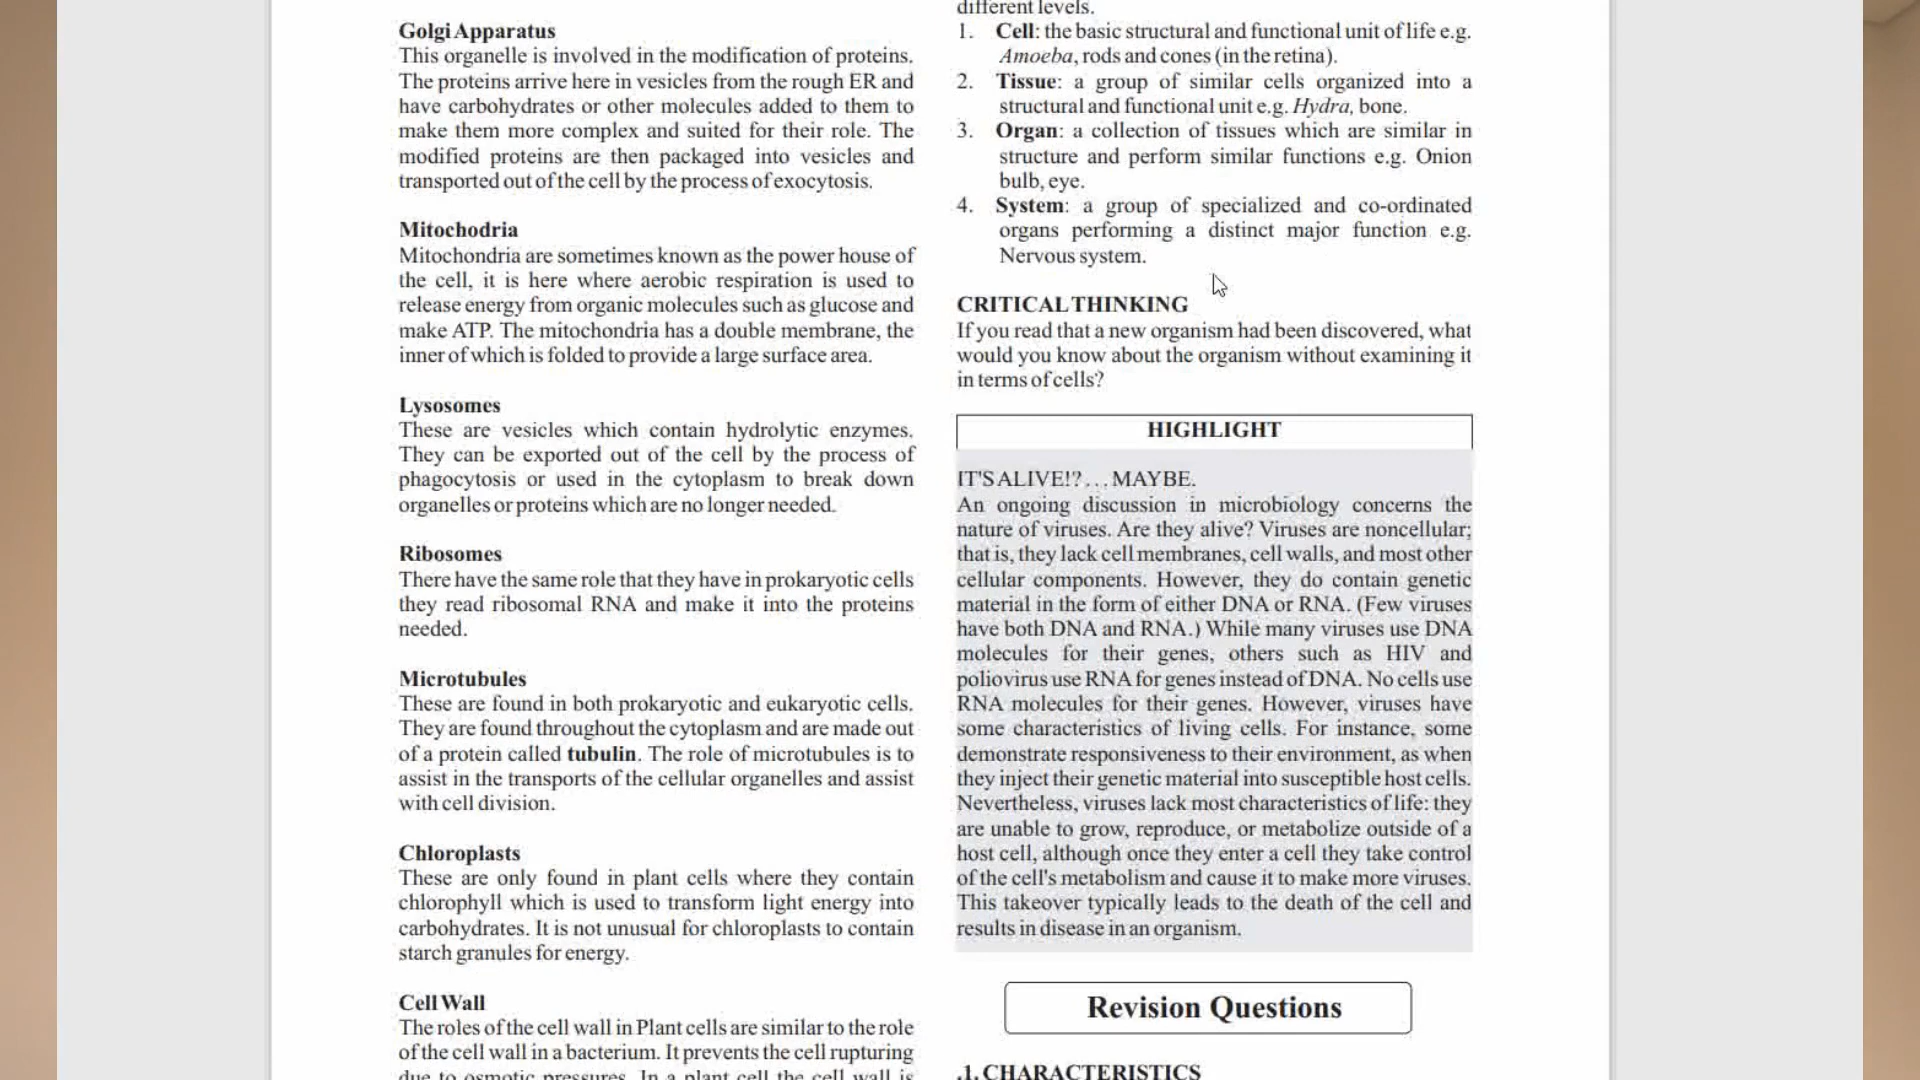 Golgi Apparatus
This organelle is involved in the modification of proteins.
The proteins arrive here in vesicles from the rough ER and
have carbohydrates or other molecules added to them to
make them more complex and suited for their role. The
modified proteins are then packaged into vesicles and
transported out of the cell by the process of exocytosis.
Mitochodria
Mitochondria are sometimes known as the power house of
the cell, it is here where aerobic respiration is used to
release energy from organic molecules such as glucose and
make ATP. The mitochondria has a double membrane, the
inner of which is folded to provide a large surface area.
Lysosomes
These are vesicles which contain hydrolytic enzymes.
They can be exported out of the cell by the process of
phagocytosis or used in the cytoplasm to break down
organelles or proteins which are no longer needed.
Ribosomes
There have the same role that they have in prokaryotic cells
they read ribosomal RNA and make it into the proteins
needed.
Microtubules
These are found in both prokaryotic and eukaryotic cells.
They are found throughout the cytoplasm and are made out
of a protein called tubulin. The role of microtubules is to
assist in the transports of the cellular organelles and assist
with cell division.
Chloroplasts
These are only found in plant cells where they contain
chlorophyll which is used to transform light energy into
carbohydrates. It is not unusual for chloroplasts to contain
starch granules for energy.
Cell Wall
The roles of the cell wall in Plant cells are similar to the role
of the cell wall in a bacterium. It prevents the cell rupturing
due to osmotic pressures. In a plant cell the cell wall is
different levels.
1. Cell: the basic structural and functional unit of life e.g.
Amoeba, rods and cones (in the retina).
2. Tissue: a group of similar cells organized into a
structural and functional unit e.g. Hydra, bone.
3. Organ: a collection of tissues which are similar in
structure and perform similar functions e.g. Onion
bulb, eye.
4. System: a group of specialized and co-ordinated
organs performing a distinct major function e.g.
Nervous system.
CRITICAL THINKING
If you read that a new organism had been discovered, what
would you know about the organism without examining it
in terms of cells?
HIGHLIGHT
IT'S ALIVE!? . . . MAYBE.
An ongoing discussion in microbiology concerns the
nature of viruses. Are they alive? Viruses are noncellular;
that is, they lack cell membranes, cell walls, and most other
cellular components. However, they do contain genetic
material in the form of either DNA or RNA. (Few viruses
have both DNA and RNA.) While many viruses use DNA
molecules for their genes, others such as HIV and
poliovirus use RNA for genes instead of DNA. No cells use
RNA molecules for their genes. However, viruses have
some characteristics of living cells. For instance, some
demonstrate responsiveness to their environment, as when
they inject their genetic material into susceptible host cells.
Nevertheless, viruses lack most characteristics of life: they
are unable to grow, reproduce, or metabolize outside of a
host cell, although once they enter a cell they take control
of the cell's metabolism and cause it to make more viruses.
This takeover typically leads to the death of the cell and
results in disease in an organism.
Revision Questions
.1. CHARACTERISTICS